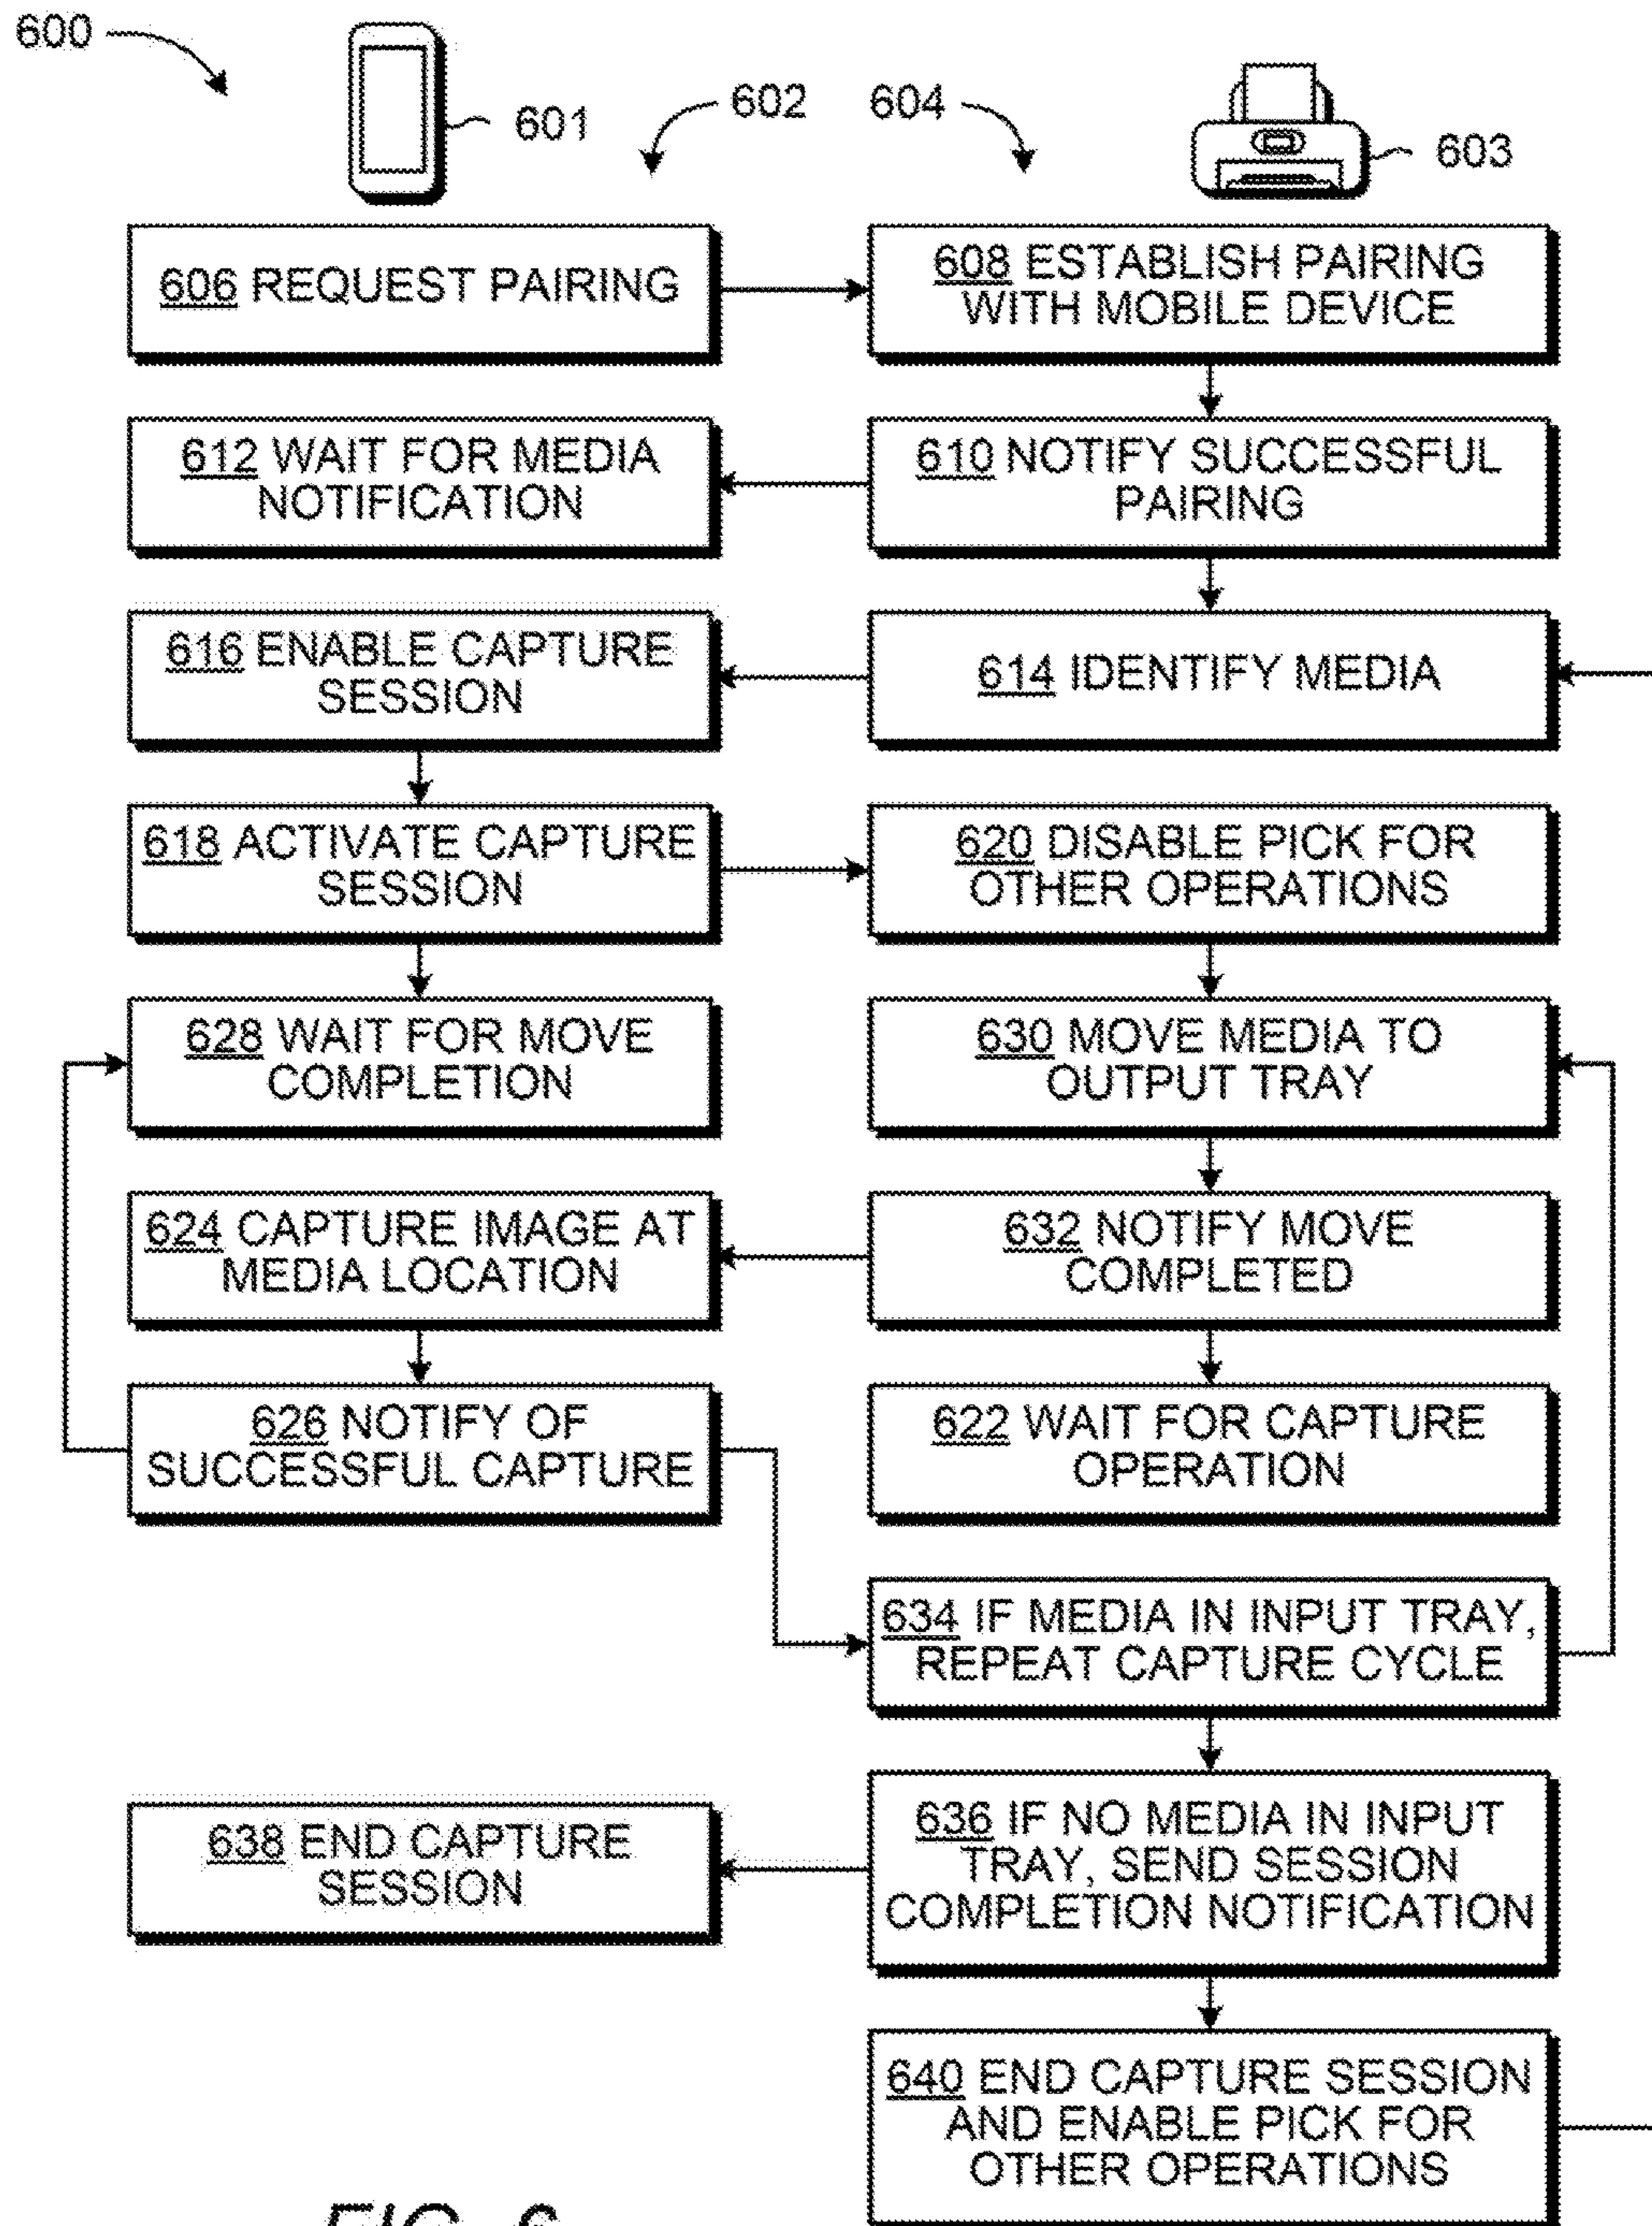 600
601
602
604
603
606 REQUEST PAIRING
608 ESTABLISH PAIRING
WITH MOBILE DEVICE
612 WAIT FOR MEDIA
NOTIFICATION
610 NOTIFY SUCCESSFUL
PAIRING
616 ENABLE CAPTURE
SESSION
614 IDENTIFY MEDIA
618 ACTIVATE CAPTURE
SESSION
620 DISABLE PICK FOR
OTHER OPERATIONS
628 WAIT FOR MOVE
COMPLETION
630 MOVE MEDIA TO
OUTPUT TRAY
624 CAPTURE IMAGE AT
MEDIA LOCATION
632 NOTIFY MOVE
COMPLETED
626 NOTIFY OF
SUCCESSFUL CAPTURE
622 WAIT FOR CAPTURE
OPERATION
634 IF MEDIA IN INPUT TRAY,
REPEAT CAPTURE CYCLE
638 END CAPTURE
SESSION
636 IF NO MEDIA IN INPUT
TRAY, SEND SESSION
COMPLETION NOTIFICATION
640 END CAPTURE SESSION
AND ENABLE PICK FOR
OTHER OPERATIONS